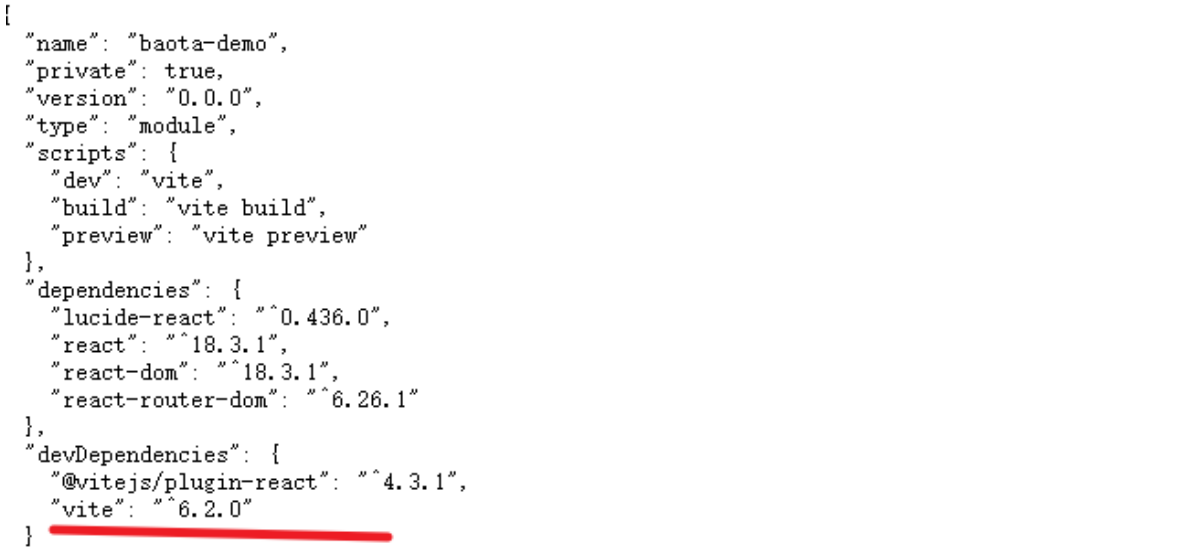 {
"name": "baota-demo",
"private": true,
"version": "0.0.0",
"type": "module",
"scripts": {
"dev": "vite",
"build": "vite build",
"preview": "vite preview"
},
"dependencies": {
"lucide-react": "^0.436.0",
"react": "^18.3.1",
"react-dom": "^18.3.1",
"react-router-dom": "^6.26.1"
},
"devDependencies": {
"@vitejs/plugin-react": "^4.3.1",
"vite": "^6.2.0"
}